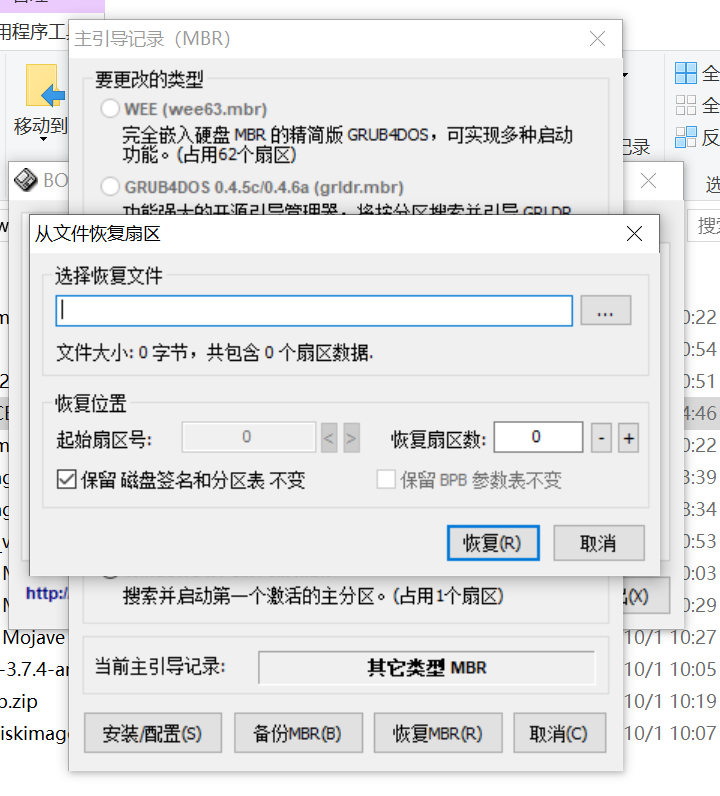 用程序工
主引导记录（MBR）
要更改的类型
WEE (wee63.mbr)
移动到
完全嵌入硬盘 MBR 的精简版 GRUB4DOS，可实现多种启动
功能。(占用62个扇区)
全
全
反
记录
BO
GRUB4DOS 0.4.5c/0.4.6a (grldr.mbr)
选
功能强大的开源引导管理器，将按分区搜索并引导 GRLDR
搜索
从文件恢复扇区
选择恢复文件
...
文件大小: 0 字节，共包含 0 个扇区数据.
恢复位置
起始扇区号:
0
<
>
恢复扇区数:
0
-
+
保留 磁盘签名和分区表 不变
保留 BPB 参数表不变
恢复(R)
取消
0:22
0:54
0:51
4:46
0:22
3:39
3:34
0:53
0:03
0:29
http:/
搜索并启动第一个激活的主分区。(占用1个扇区)
(X)
Mojave
10/1 10:27
当前主引导记录:
其它类型 MBR
-3.7.4-a
10/1 10:05
.zip
10/1 10:19
iskimag
10/1 10:07
安装/配置(S)
备份MBR(B)
恢复MBR(R)
取消(C)